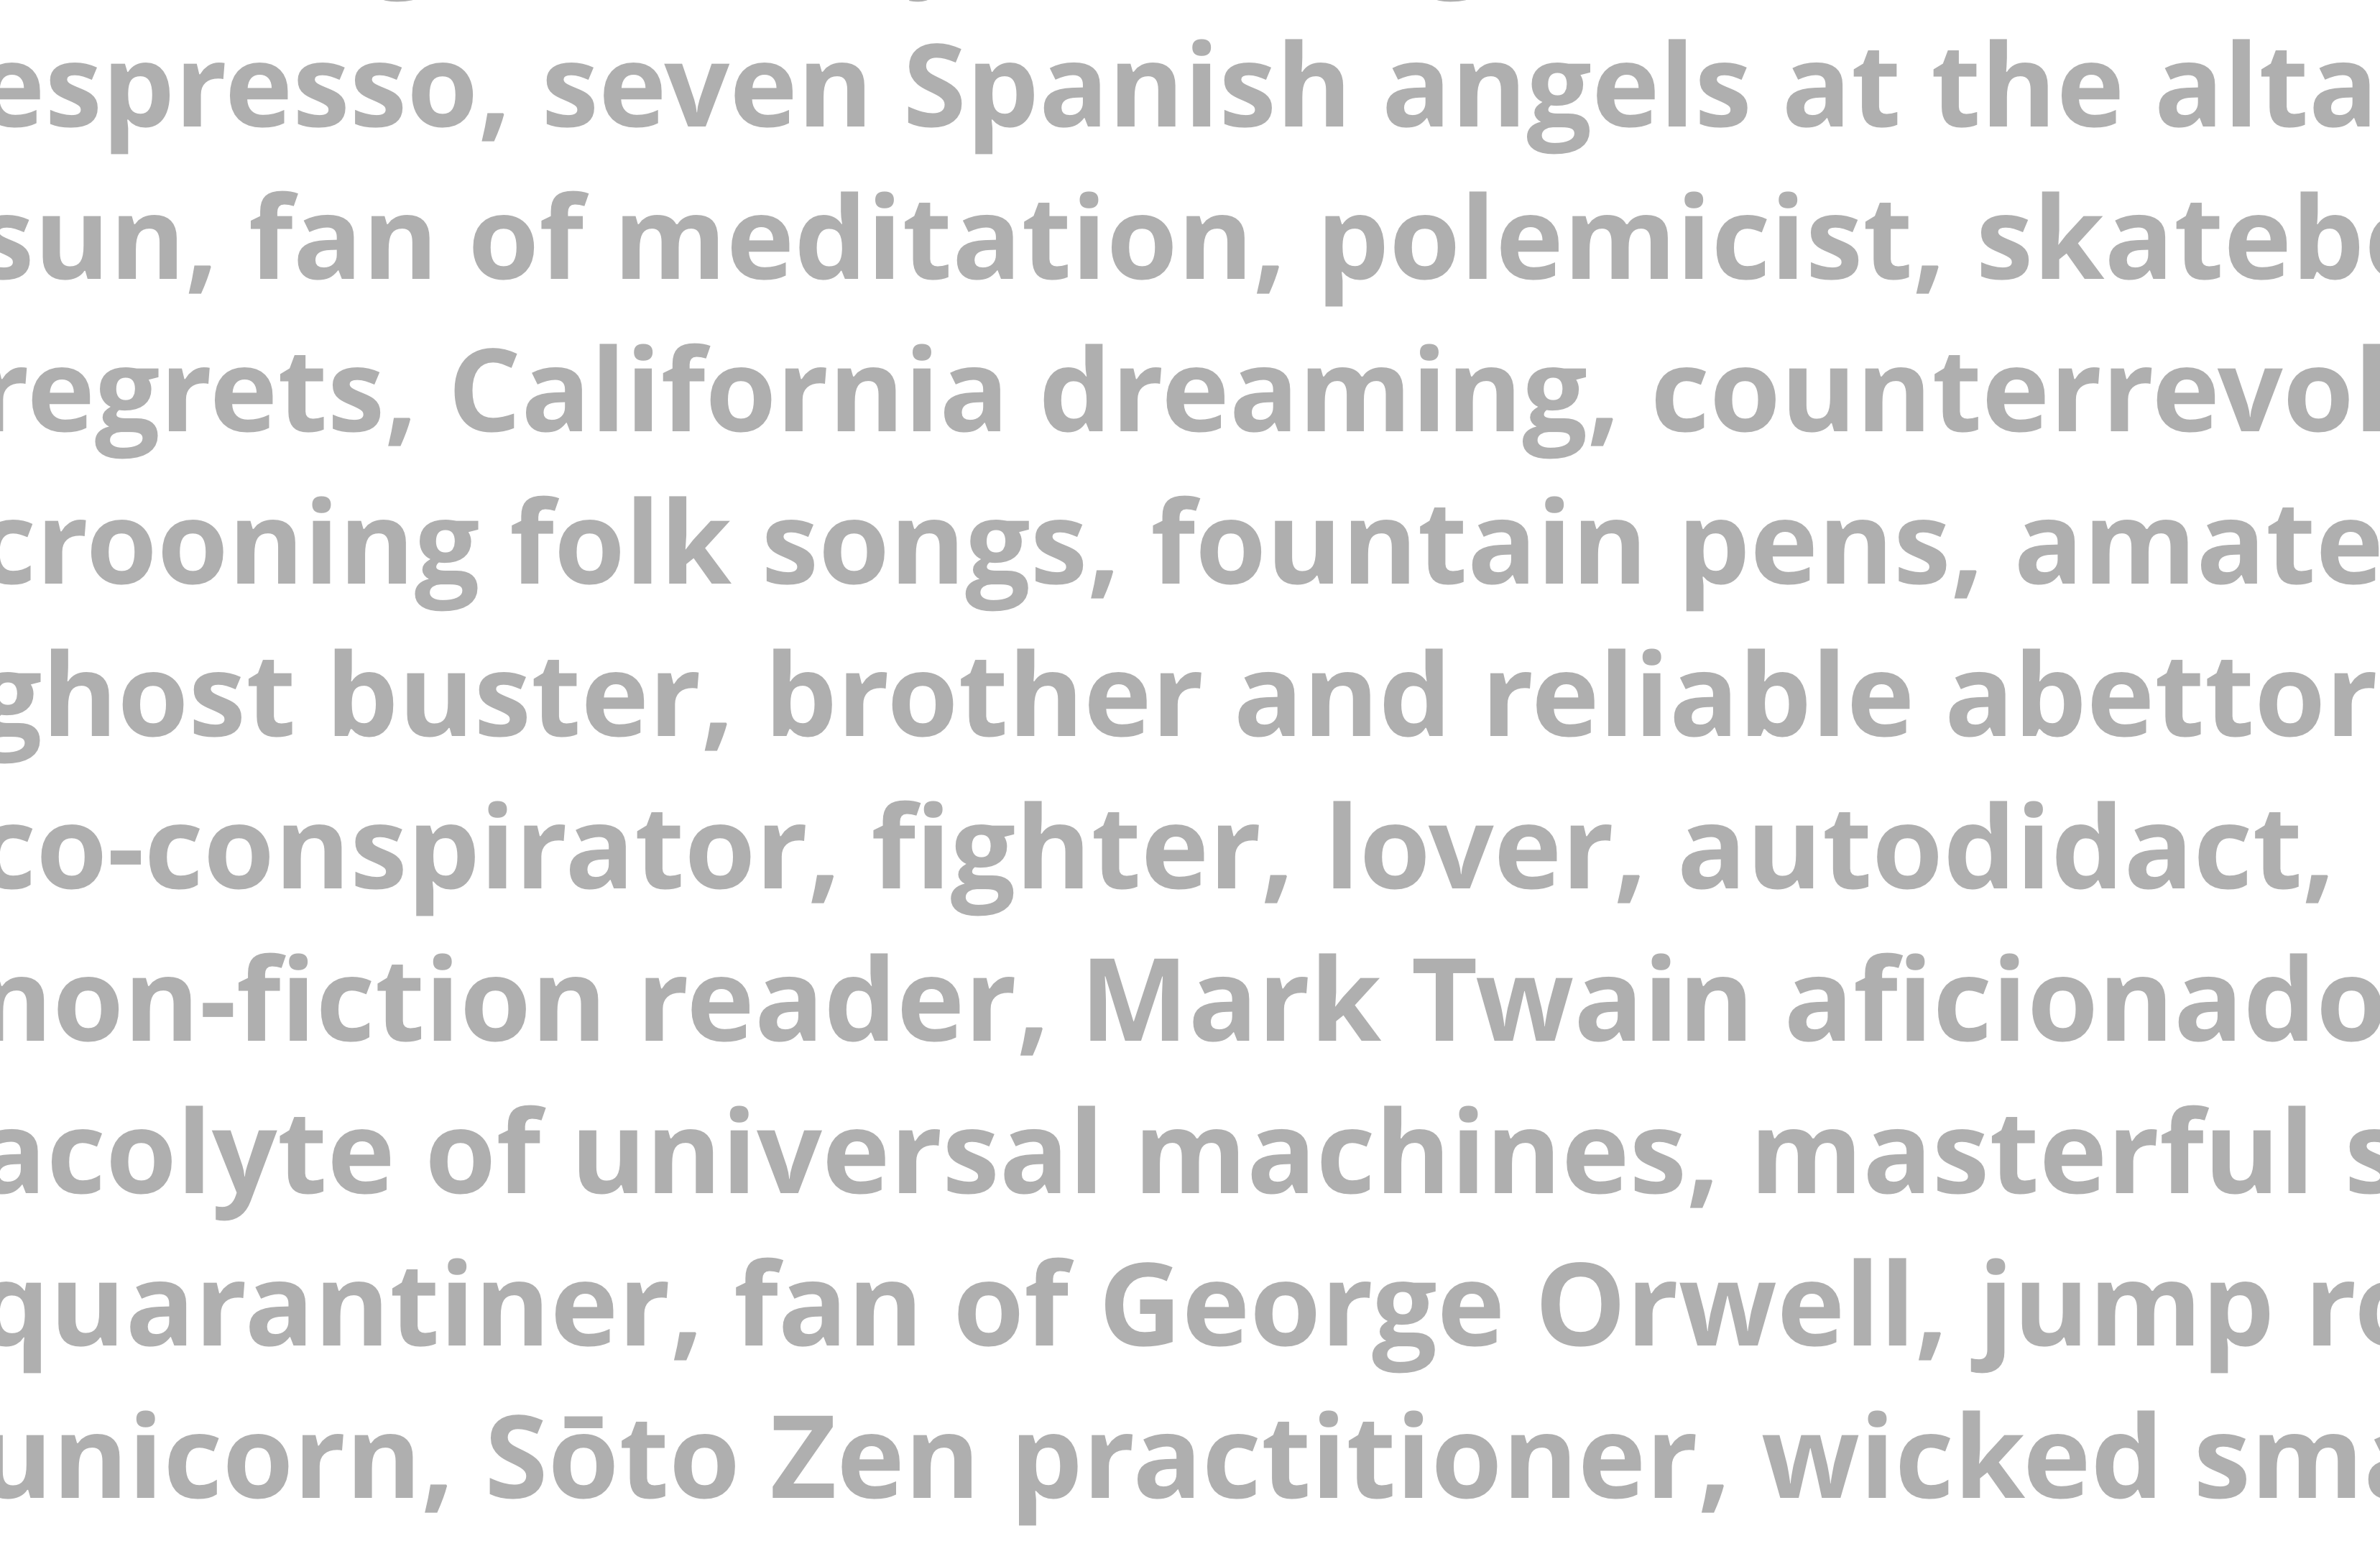 espresso, seven Spanish angels at the alta
sun, fan of meditation, polemicist, skateb
regrets, California dreaming, counterrevol
crooning folk songs, fountain pens, amate
ghost buster, brother and reliable abettor
co–conspirator, fighter, lover, autodidact,
non–fiction reader, Mark Twain aficionado
acolyte of universal machines, masterful s
quarantiner, fan of George Orwell, jump ro
unicorn, Sōto Zen practitioner, wicked smo